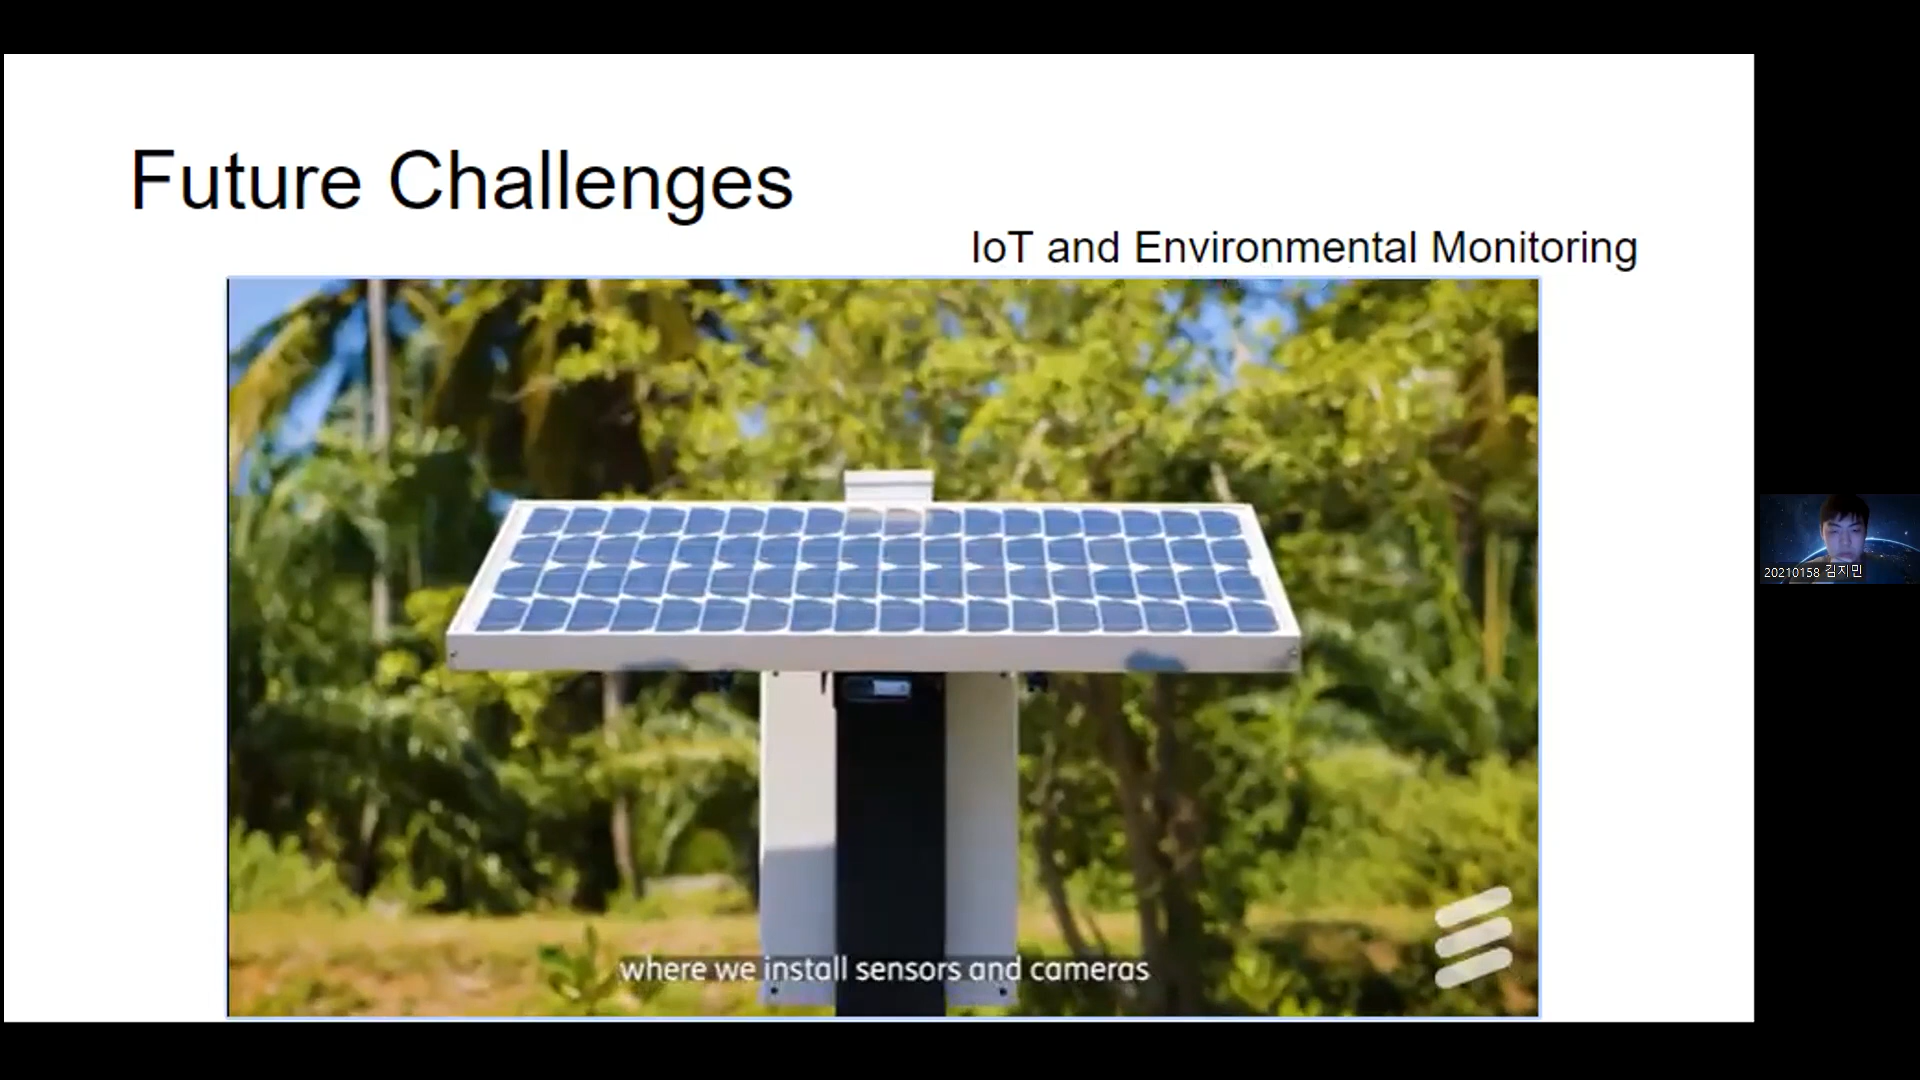 Future Challenges
IoT and Environmental Monitoring
where we install sensors and cameras
20210158 김지민